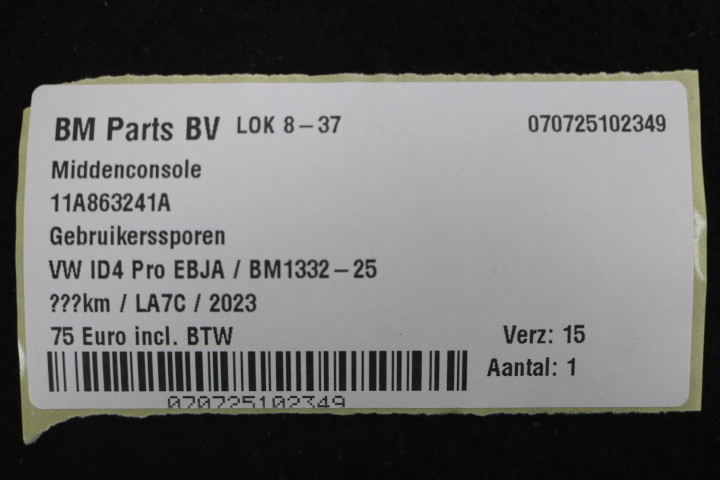 BM Parts BV LOK 8-37 070725102349
Middenconsole
11A863241A
Gebruikerssporen
VW ID4 Pro EBJA / BM1332-25
???km / LA7C / 2023
75 Euro incl. BTW Verz: 15
Aantal: 1
070725102349